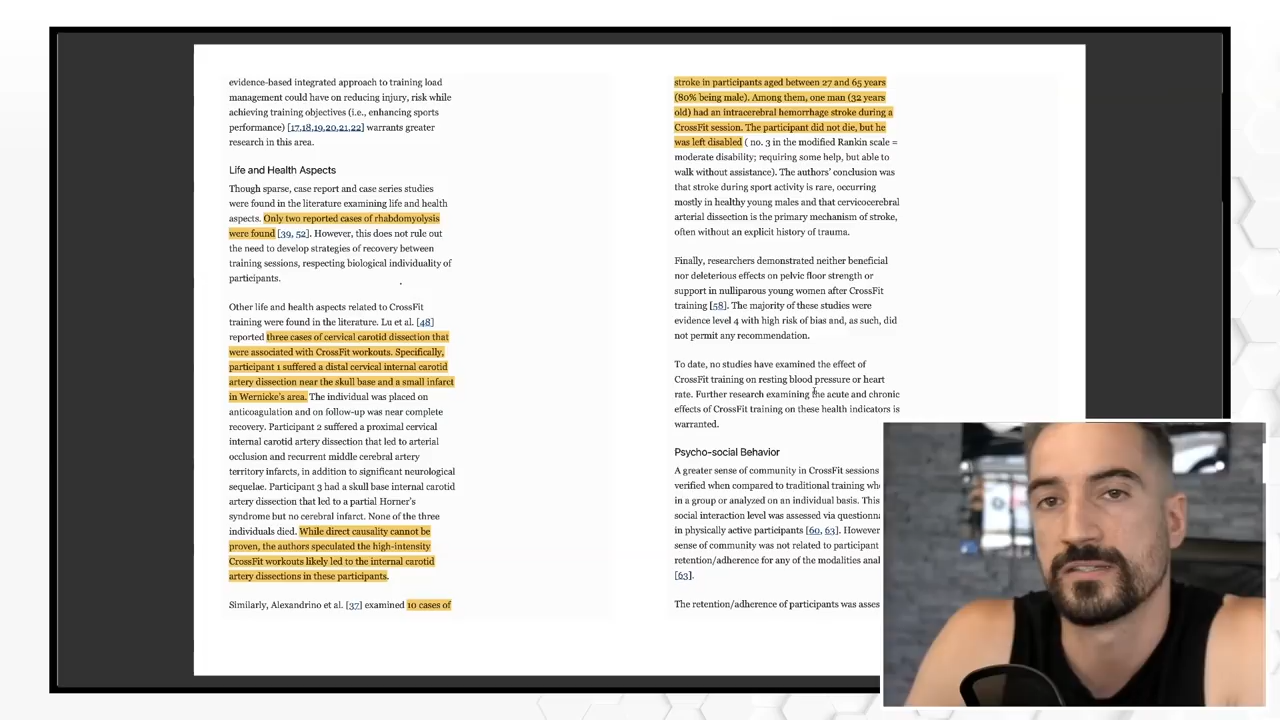 evidence-based integrated approach to training load
management could have on reducing injury, risk while
achieving training objectives (i.e., enhancing sports
performance) [17,18,19,20,21,22] warrants greater
research in this area.
Life and Health Aspects
Though sparse, case report and case series studies
were found in the literature examining life and health
aspects. Only two reported cases of rhabdomyolysis
were found [39, 52]. However, this does not rule out
the need to develop strategies of recovery between
training sessions, respecting biological individuality of
participants.
Other life and health aspects related to CrossFit
training were found in the literature. Lu et al. [48]
reported three cases of cervical carotid dissection that
were associated with CrossFit workouts. Specifically,
participant 1 suffered a distal cervical internal carotid
artery dissection near the skull base and a small infarct
in Wernicke's area. The individual was placed on
anticoagulation and on follow-up was near complete
recovery. Participant 2 suffered a proximal cervical
internal carotid artery dissection that led to arterial
occlusion and recurrent middle cerebral artery
territory infarcts, in addition to significant neurological
sequelae. Participant 3 had a skull base internal carotid
artery dissection that led to a partial Horner's
syndrome but no cerebral infarct. None of the three
individuals died. While direct causality cannot be
proven, the authors speculated the high-intensity
CrossFit workouts likely led to the internal carotid
artery dissections in these participants.
Similarly, Alexandrino et al. [37] examined 10 cases of
stroke in participants aged between 27 and 65 years
(80% being male). Among them, one man (32 years
old) had an intracerebral hemorrhage stroke during a
CrossFit session. The participant did not die, but he
was left disabled ( no. 3 in the modified Rankin scale =
moderate disability; requiring some help, but able to
walk without assistance). The authors' conclusion was
that stroke during sport activity is rare, occurring
mostly in healthy young males and that cervicocerebral
arterial dissection is the primary mechanism of stroke,
often without an explicit history of trauma.
Finally, researchers demonstrated neither beneficial
nor deleterious effects on pelvic floor strength or
support in nulliparous young women after CrossFit
training [58]. The majority of these studies were
evidence level 4 with high risk of bias and, as such, did
not permit any recommendation.
To date, no studies have examined the effect of
CrossFit training on resting blood pressure or heart
rate. Further research examining the acute and chronic
effects of CrossFit training on these health indicators is
warranted.
Psycho-social Behavior
A greater sense of community in CrossFit sessions
verified when compared to traditional training
in a group or analyzed on an individual basis. This
social interaction level was assessed via
in physically active participants [60, 63]. However
sense of community was not related to participant
retention/adherence for any of the modalities
[63].
The retention/adherence of participants was